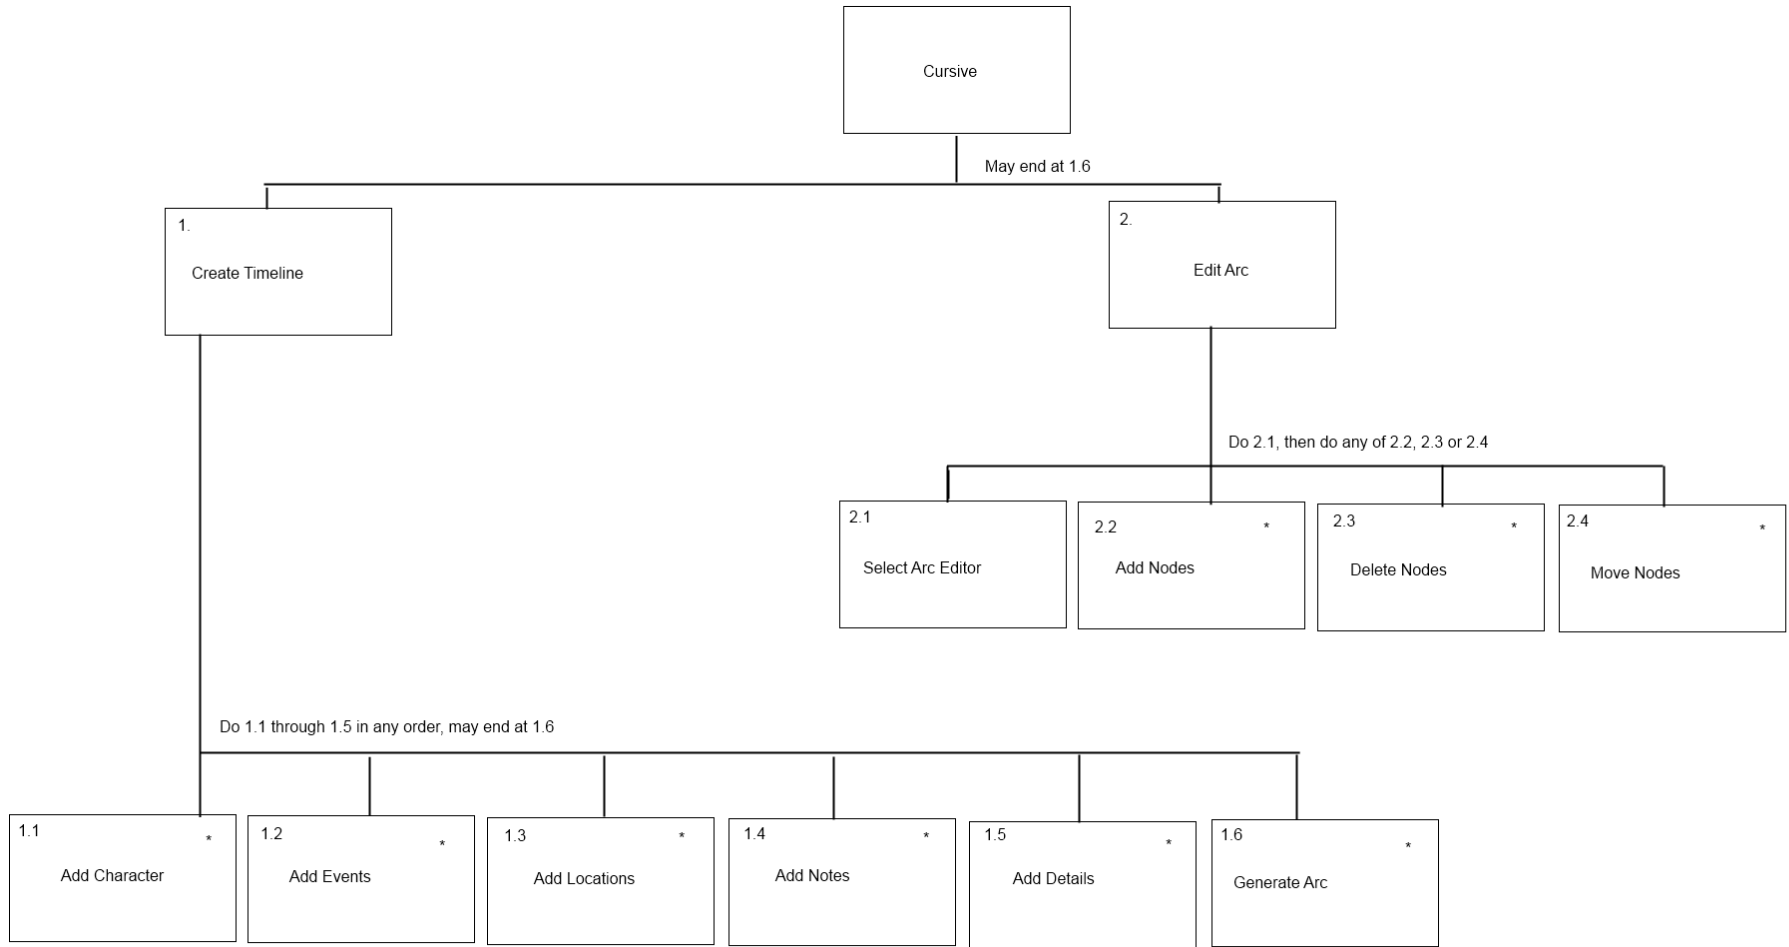 Cursive
May end at 1.6
1.
Create Timeline
2.
Edit Arc
Do 2.1, then do any of 2.2, 2.3 or 2.4
2.1
Select Arc Editor
2.2 *
Add Nodes
2.3 *
Delete Nodes
2.4 *
Move Nodes
Do 1.1 through 1.5 in any order, may end at 1.6
1.1 *
Add Character
1.2 *
Add Events
1.3 *
Add Locations
1.4 *
Add Notes
1.5 *
Add Details
1.6 *
Generate Arc